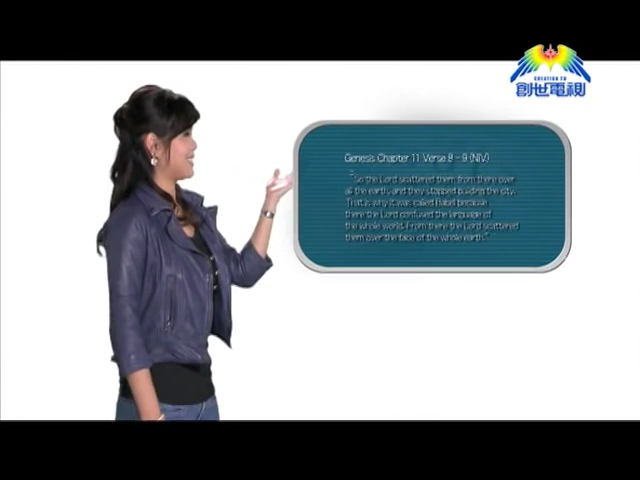 CREATION TV
創世電視
Genesis Chapter 11 Verse 8 - 9 (NIV)
"So the Lord scattered them from there over
all the earth, and they stopped building the city.
That is why it was called Babel because
there the Lord confused the language of
the whole world. From there the Lord scattered
them over the face of the whole earth."